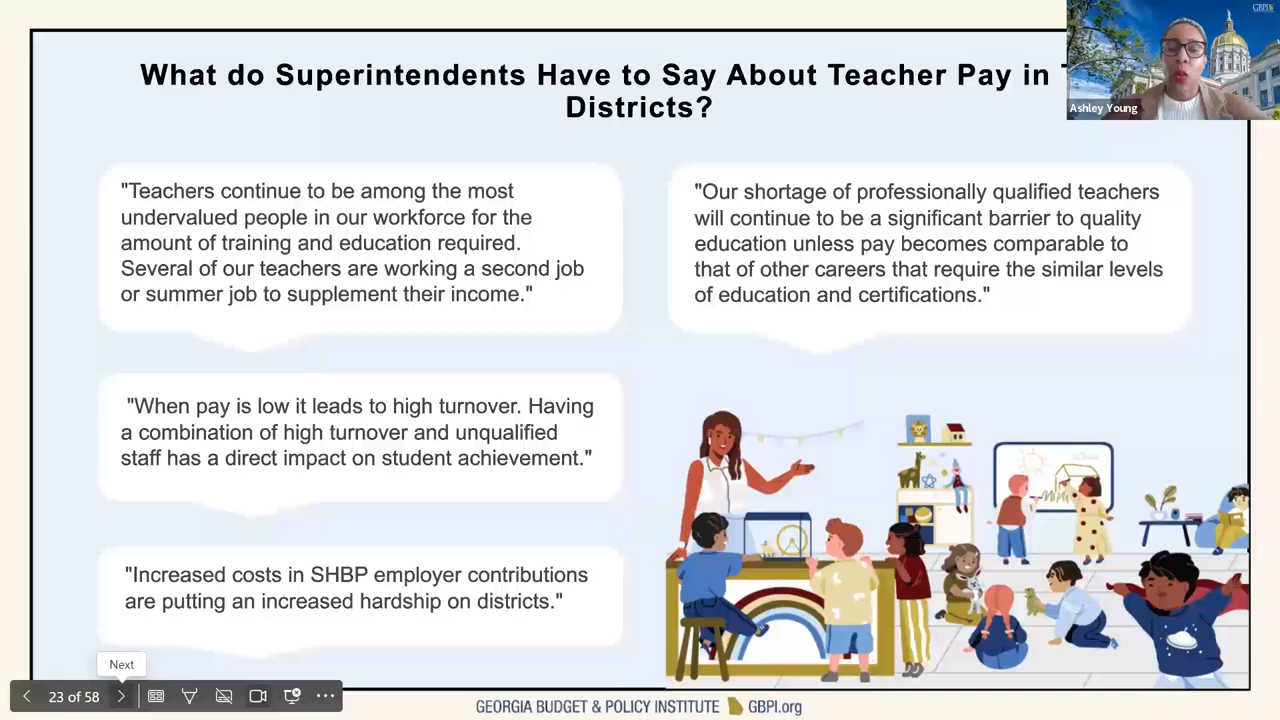 What do Superintendents Have to Say About Teacher Pay in
Districts?
GBPI
Ashley Young
"Teachers continue to be among the most
undervalued people in our workforce for the
amount of training and education required.
Several of our teachers are working a second job
or summer job to supplement their income."
"Our shortage of professionally qualified teachers
will continue to be a significant barrier to quality
education unless pay becomes comparable to
that of other careers that require the similar levels
of education and certifications."
"When pay is low it leads to high turnover. Having
a combination of high turnover and unqualified
staff has a direct impact on student achievement."
"Increased costs in SHBP employer contributions
are putting an increased hardship on districts."
Next
23 of 58
GEORGIA BUDGET & POLICY INSTITUTE GBPI.org